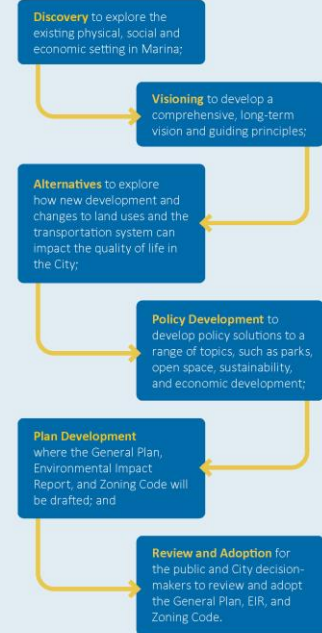 Discovery to explore the
existing physical, social and
economic setting in Marina;
Visioning to develop a
comprehensive, long-term
vision and guiding principles;
Alternatives to explore
how new development and
changes to land uses and the
transportation system can
impact the quality of life in
the City;
Policy Development to
develop policy solutions to a
range of topics, such as parks,
open space, sustainability,
and economic development;
Plan Development
where the General Plan,
Environmental Impact
Report, and Zoning Code will
be drafted; and
Review and Adoption for
the public and City decision-
makers to review and adopt
the General Plan, EIR, and
Zoning Code.